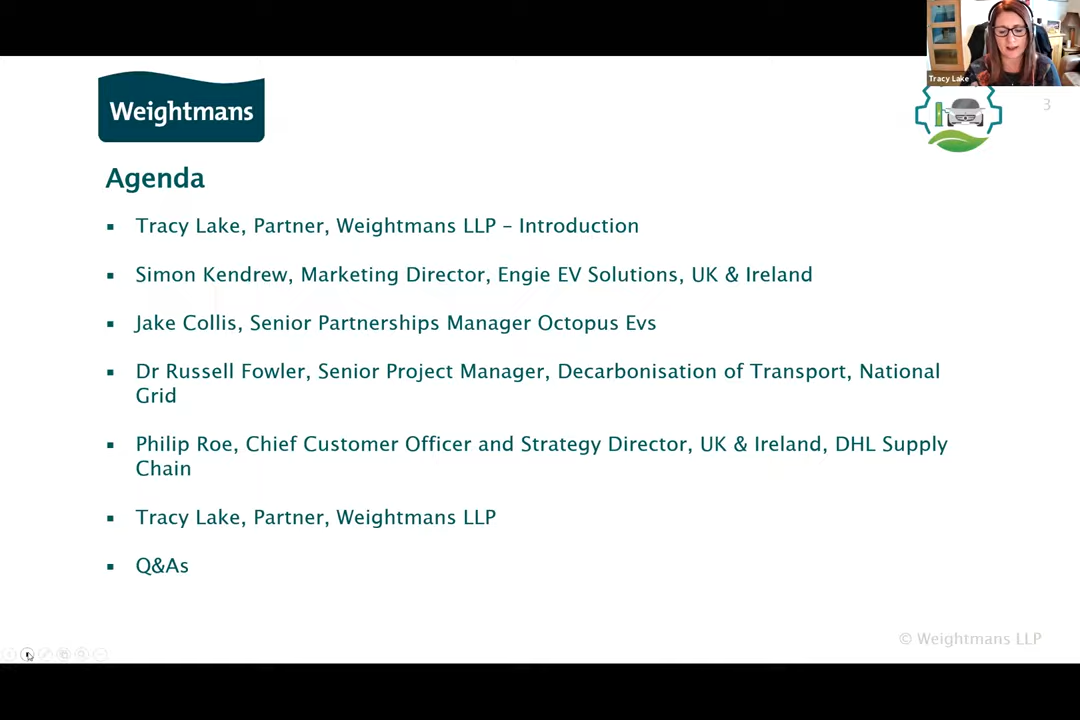 Tracy Lake
Weightmans
3
Agenda
Tracy Lake, Partner, Weightmans LLP – Introduction
Simon Kendrew, Marketing Director, Engie EV Solutions, UK & Ireland
Jake Collis, Senior Partnerships Manager Octopus Evs
Dr Russell Fowler, Senior Project Manager, Decarbonisation of Transport, National
Grid
Philip Roe, Chief Customer Officer and Strategy Director, UK & Ireland, DHL Supply
Chain
Tracy Lake, Partner, Weightmans LLP
Q&As
© Weightmans LLP